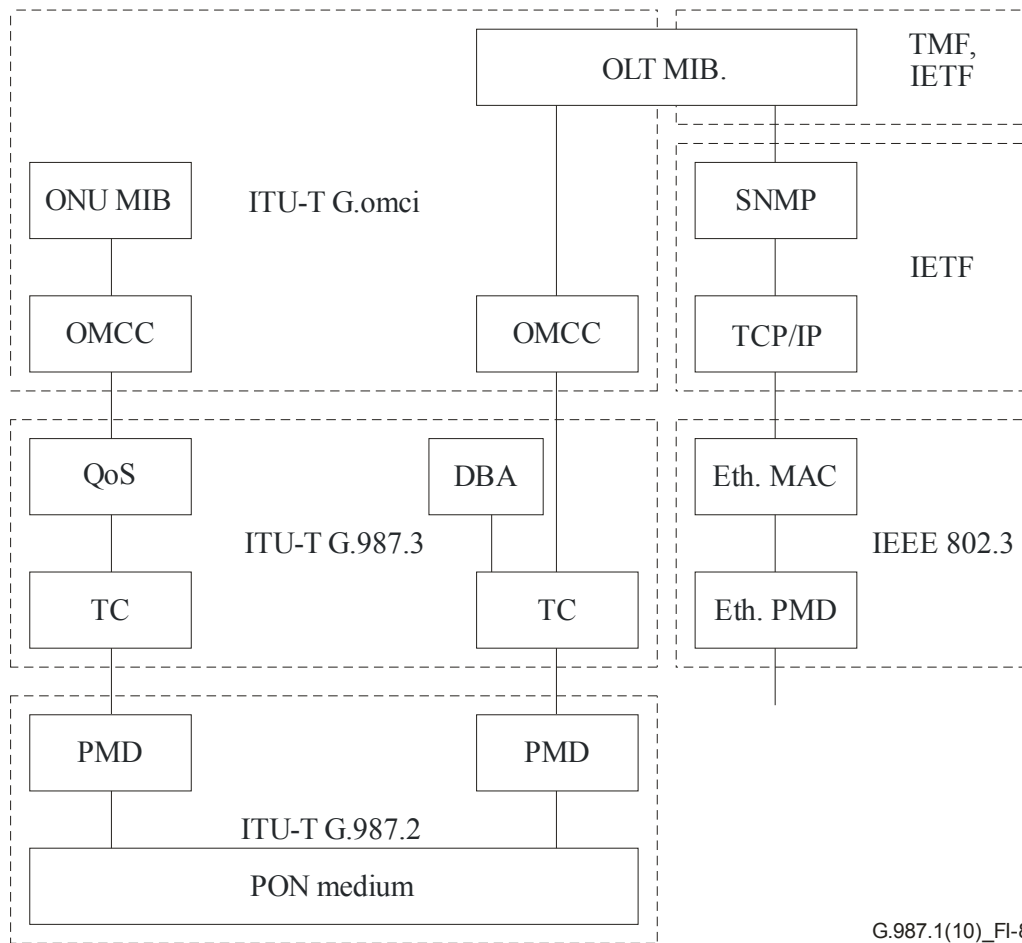 OLT MIB.
TMF,
IETF
ONU MIB
ITU-T G.omci
SNMP
IETF
OMCC
OMCC
TCP/IP
QoS
DBA
Eth. MAC
ITU-T G.987.3
IEEE 802.3
TC
TC
Eth. PMD
PMD
PMD
ITU-T G.987.2
PON medium